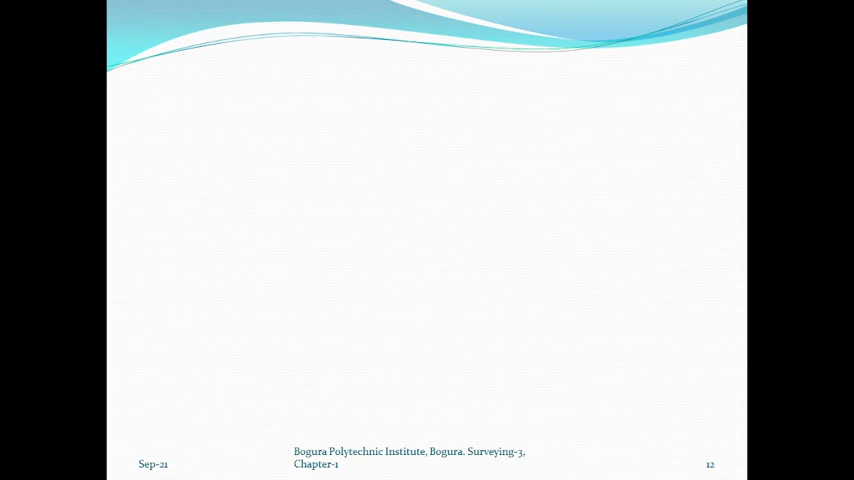 Bogura Polytechnic Institute, Bogura. Surveying-3,
Sep-21
Chapter-1
12